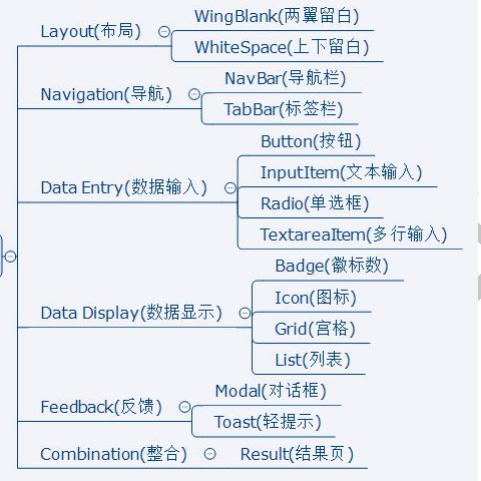 Layout(布局)
WingBlank(两翼留白)
WhiteSpace(上下留白)
Navigation(导航)
NavBar(导航栏)
TabBar(标签栏)
Data Entry(数据输入)
Button(按钮)
InputItem(文本输入)
Radio(单选框)
TextareaItem(多行输入)
Data Display(数据显示)
Badge(徽标数)
Icon(图标)
Grid(宫格)
List(列表)
Feedback(反馈)
Modal(对话框)
Toast(轻提示)
Combination(整合)
Result(结果页)